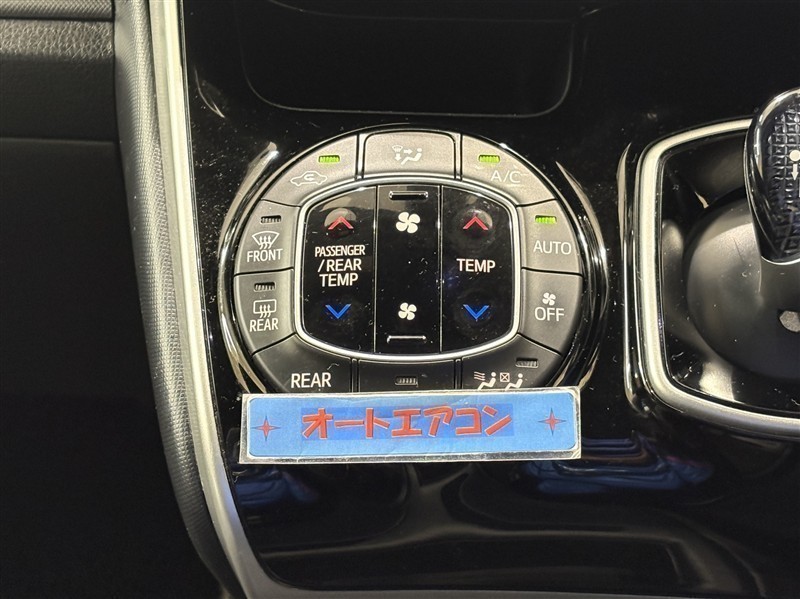 A/C
FRONT
PASSENGER
/REAR
TEMP
TEMP
AUTO
REAR
OFF
REAR
オートエアコン